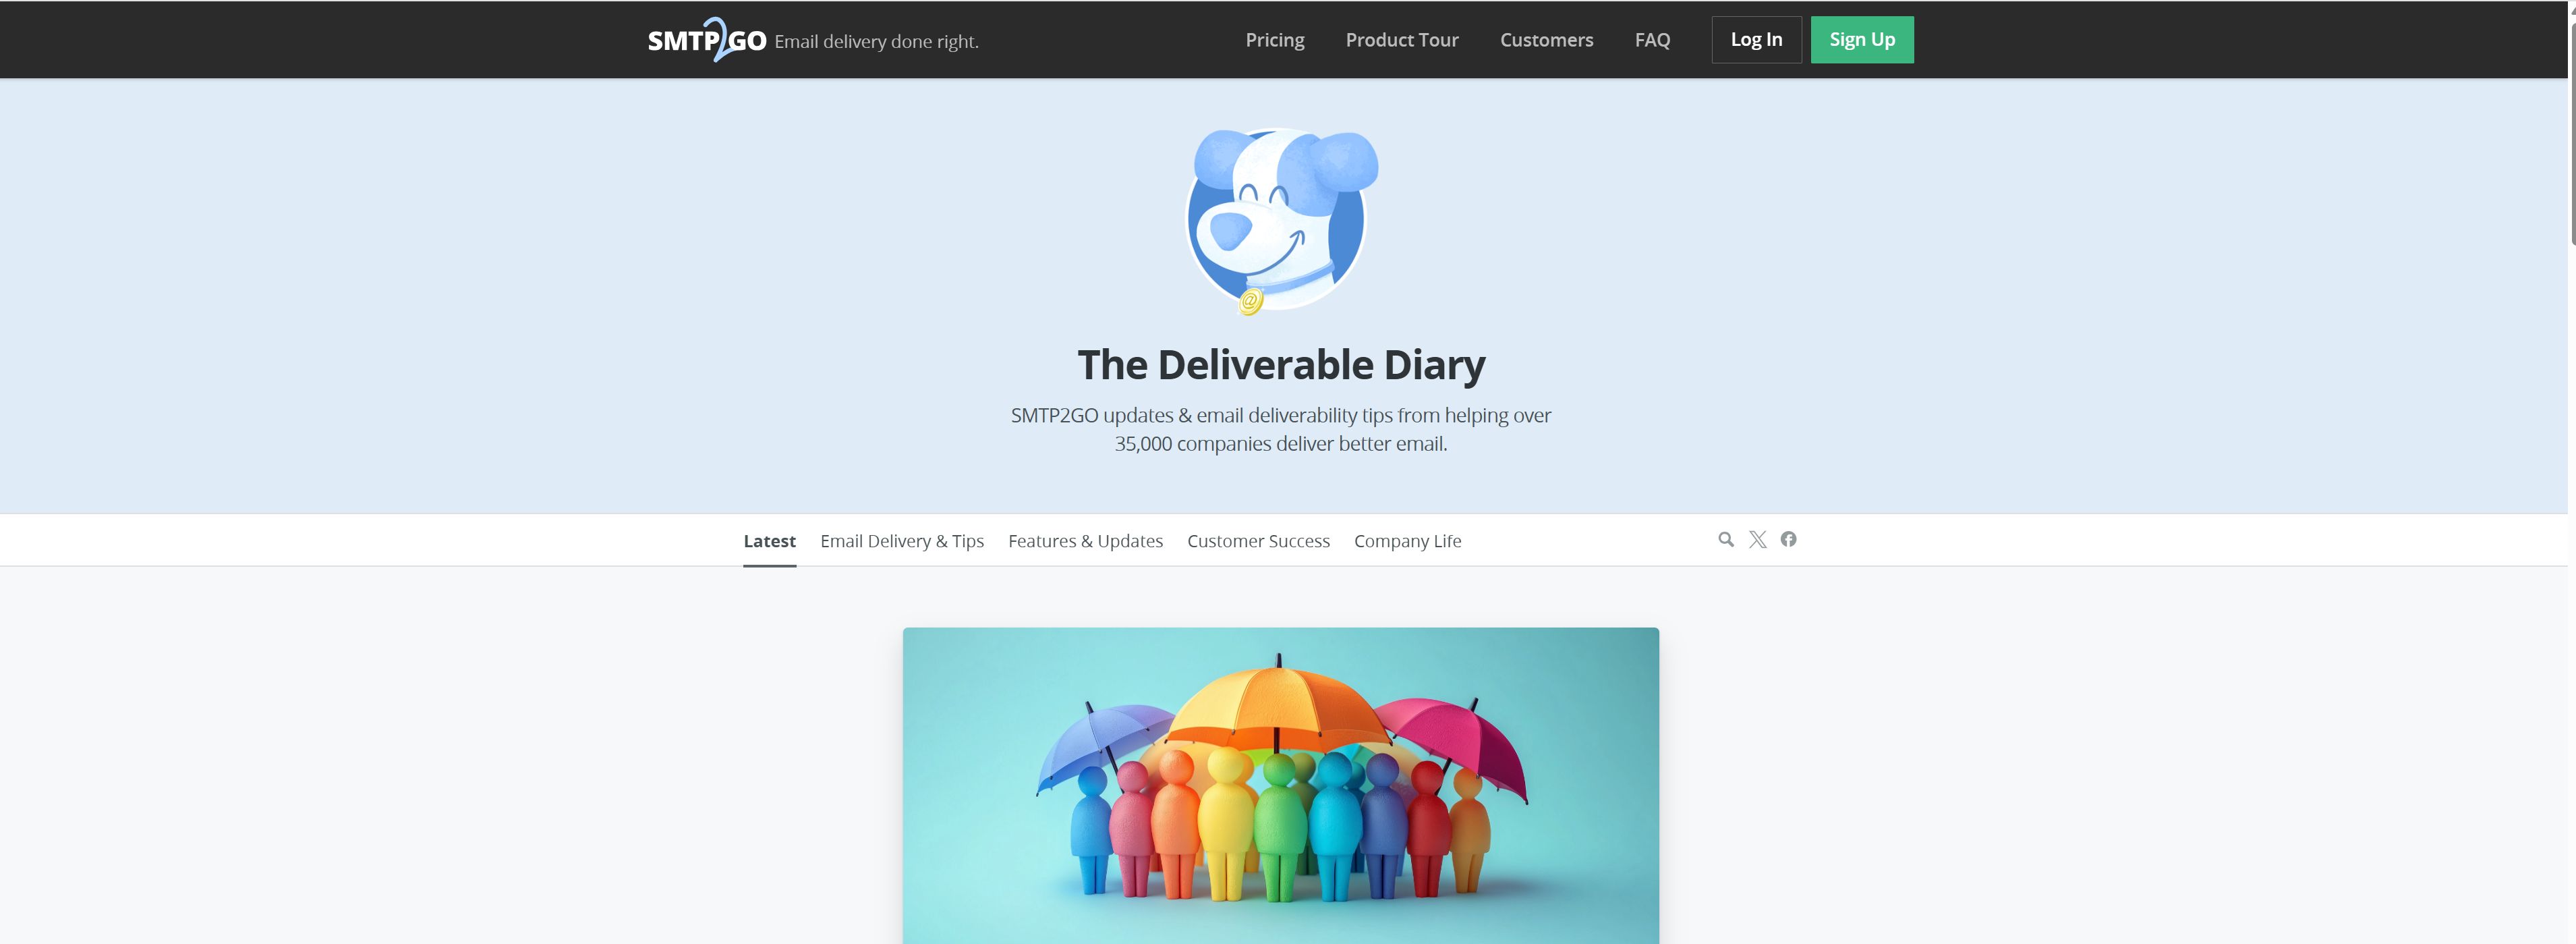 SMTP2GO Email delivery done right.
Pricing
Product Tour
Customers
FAQ
Log In
Sign Up
@
The Deliverable Diary
SMTP2GO updates & email deliverability tips from helping over
35,000 companies deliver better email.
Latest
Email Delivery & Tips
Features & Updates
Customer Success
Company Life